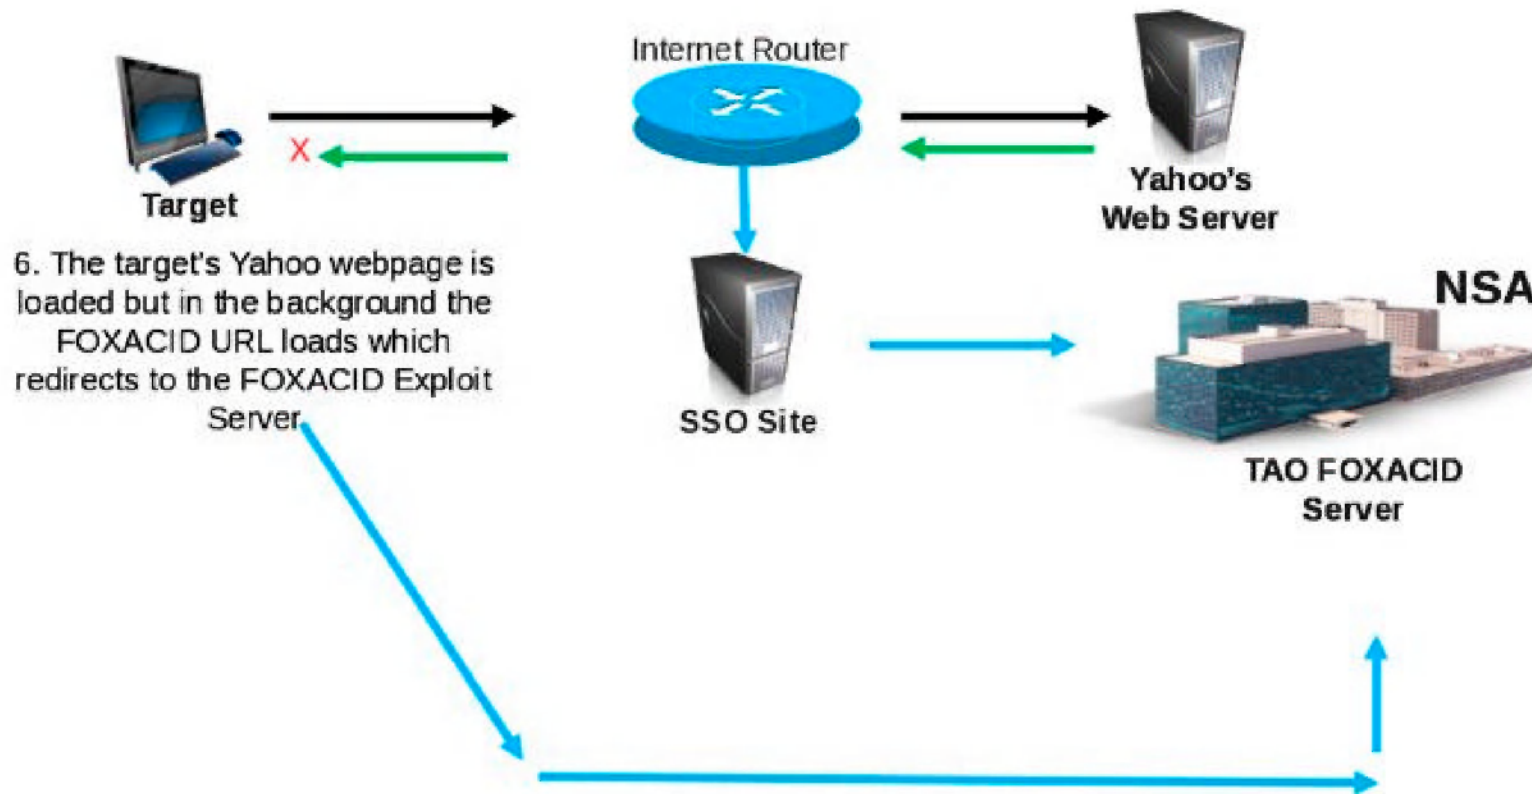 Internet Router
Target
Yahoo's
Web Server
6. The target's Yahoo webpage is
loaded but in the background the
FOXACID URL loads which
redirects to the FOXACID Exploit
Server
X
SSO Site
NSA
TAO FOXACID
Server